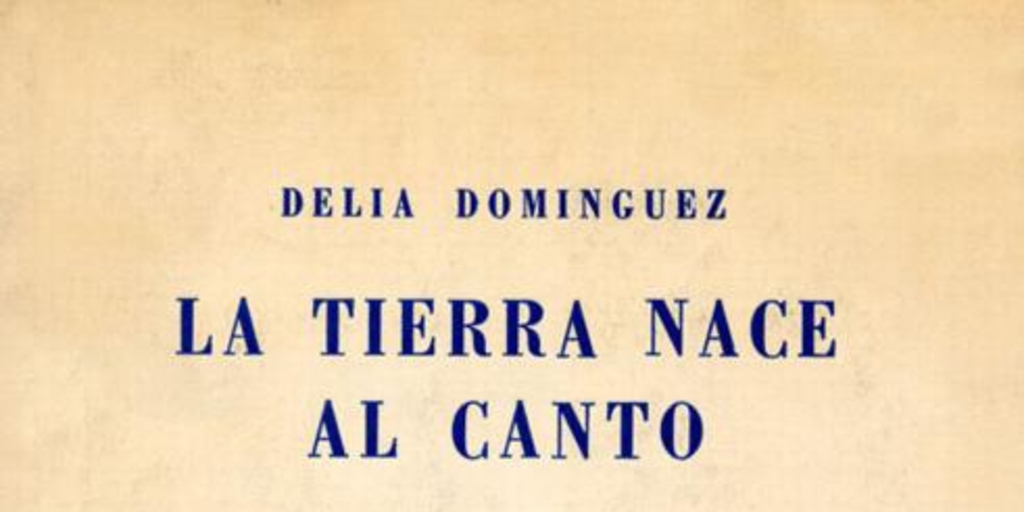 DELIA DOMINGUEZ
LA TIERRA NACE
AL CANTO